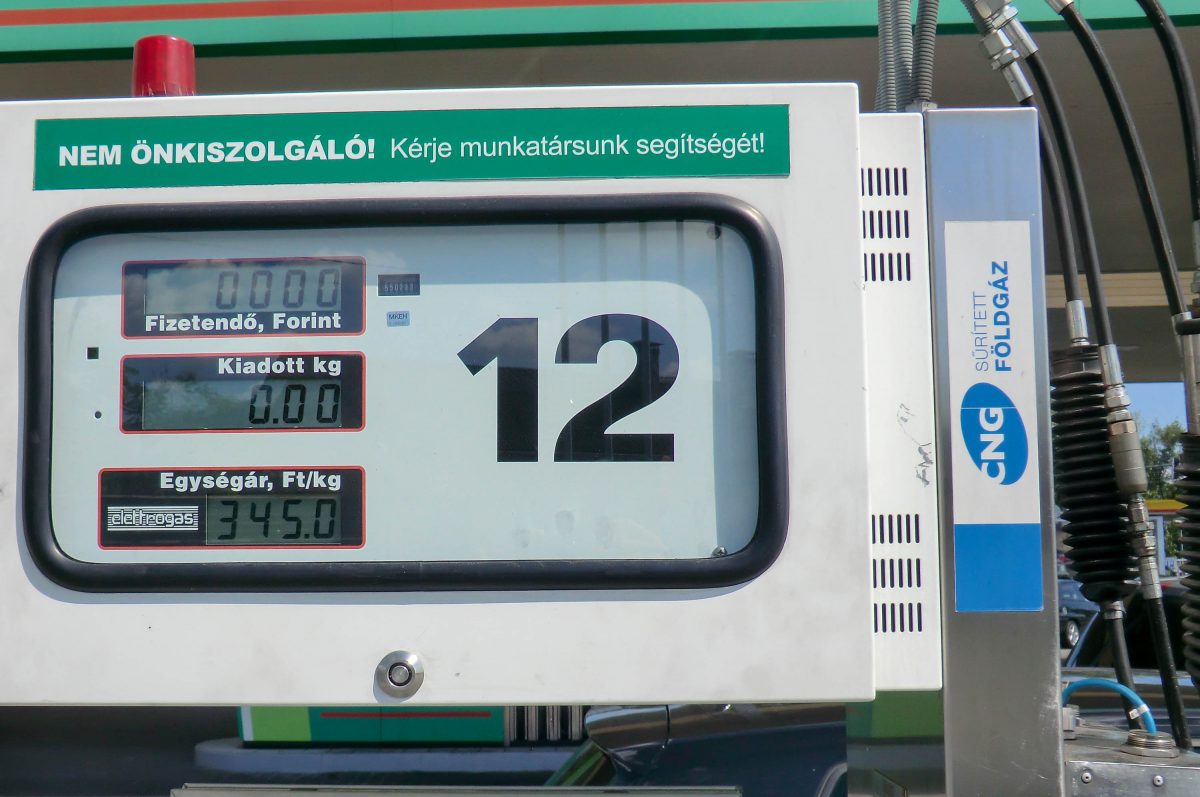 NEM ÖNKISZOLGÁLÓ! Kérje munkatársunk segítségét!
0000
Fizetendő, Forint
MKEH
Kiadott kg
0.00
12
Egységár, Ft/kg
elettrogas
345.0
CNG
SŰRÍTETT
FÖLDGÁZ